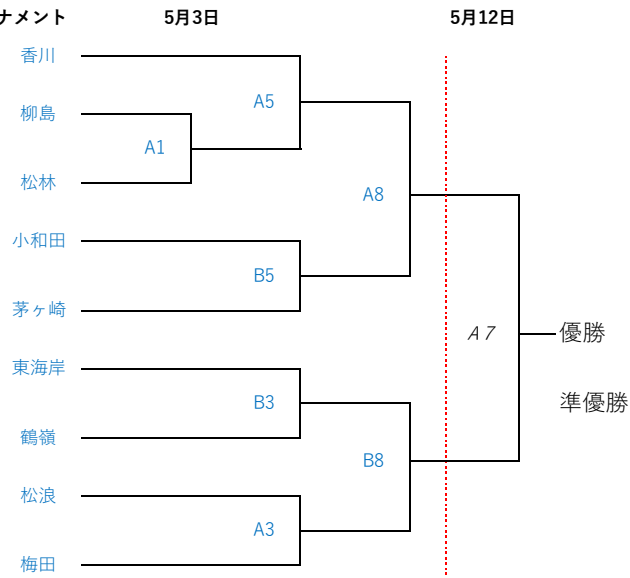 ナメント 5月3日 5月12日
香川
柳島
A5
A1
松林
A8
小和田
B5
茅ヶ崎
A７ 優勝
東海岸
B3
準優勝
鶴嶺
B8
松浪
A3
梅田